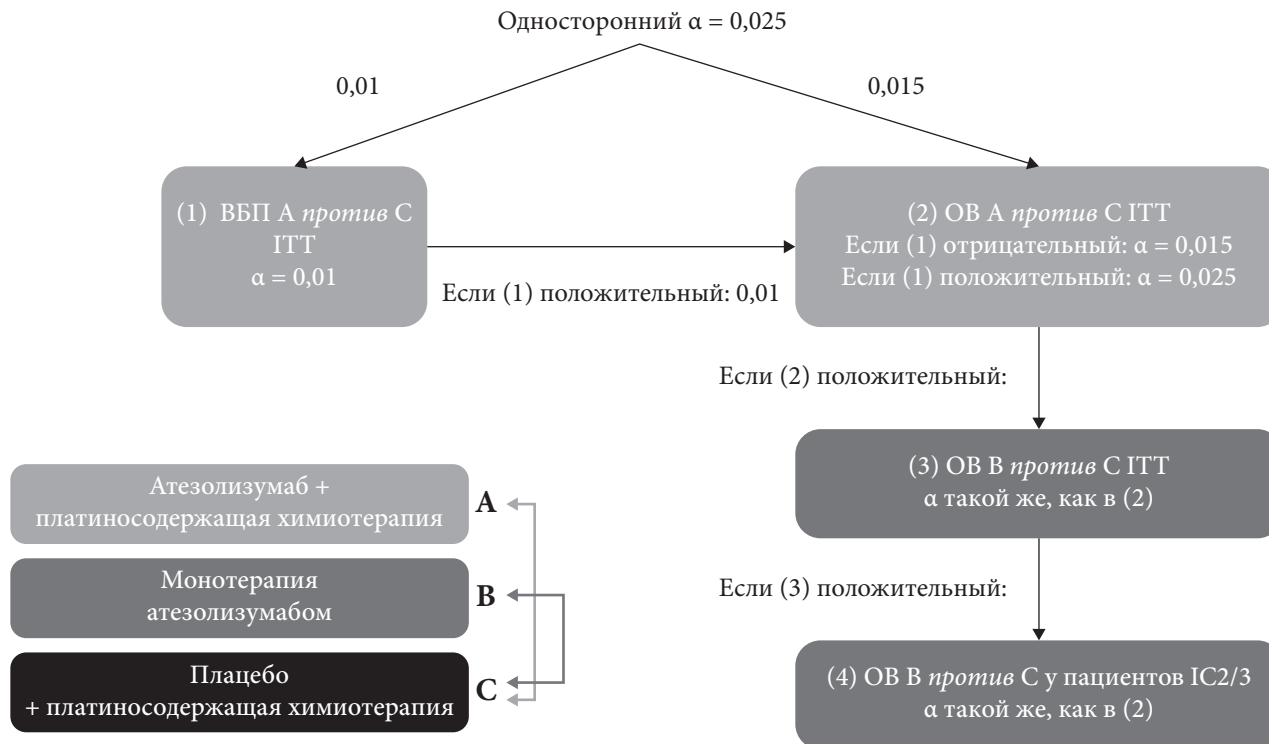 Односторонний α = 0,025
0,01
0,015
(1) ВБП А против С
ITT
α = 0,01
Если (1) положительный: 0,01
(2) ОВ А против С ITT
Если (1) отрицательный: α = 0,015
Если (1) положительный: α = 0,025
Если (2) положительный:
(3) ОВ В против С ITT
α такой же, как в (2)
Если (3) положительный:
(4) ОВ В против С у пациентов IC2/3
α такой же, как в (2)
Атезолизумаб +
платиносодержащая химиотерапия
A
Монотерапия
атезолизумабом
B
Плацебо
+ платиносодержащая химиотерапия
C